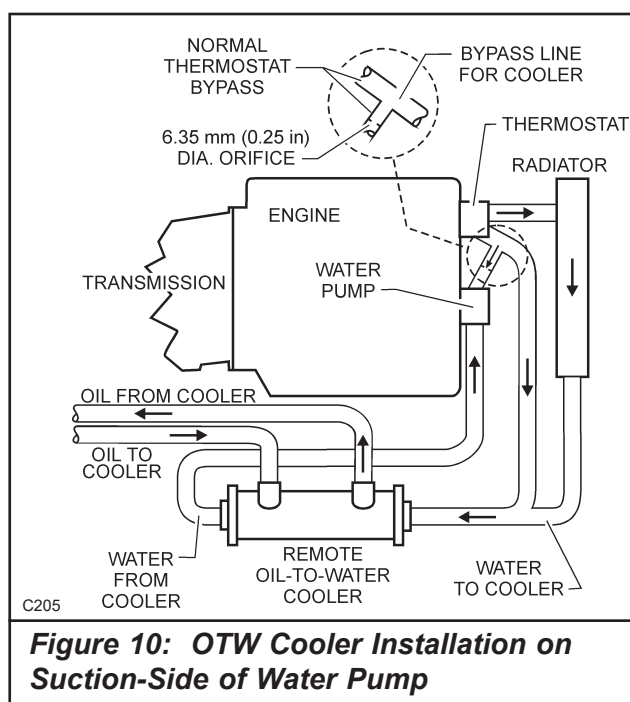 NORMAL
THERMOSTAT
BYPASS
BYPASS LINE
FOR COOLER
6.35 mm (0.25 in)
DIA. ORIFICE
THERMOSTAT
RADIATOR
ENGINE
TRANSMISSION
WATER
PUMP
OIL FROM COOLER
OIL TO
COOLER
WATER
FROM
COOLER
REMOTE
OIL-TO-WATER
COOLER
WATER
TO COOLER
C205
Figure 10: OTW Cooler Installation on
Suction-Side of Water Pump